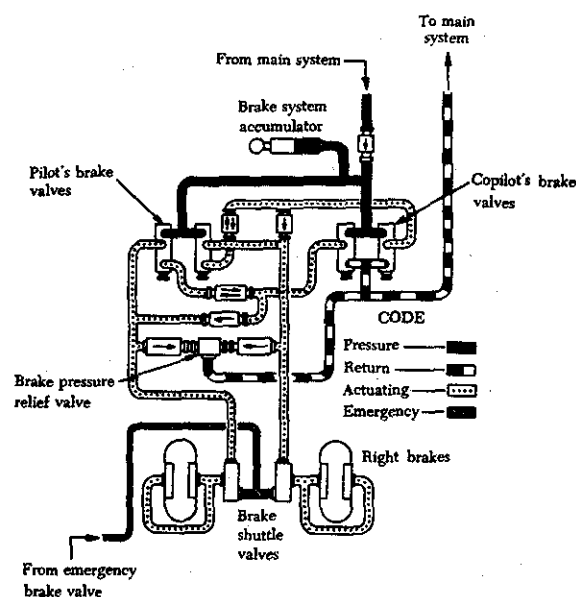 To main
system
From main system
Brake system
accumulator
Pilot's brake
valves
Copilot's brake
valves
CODE
Pressure
Return
Actuating
Emergency
Brake pressure
relief valve
Right brakes
Brake
shuttle
valves
From emergency
brake valve